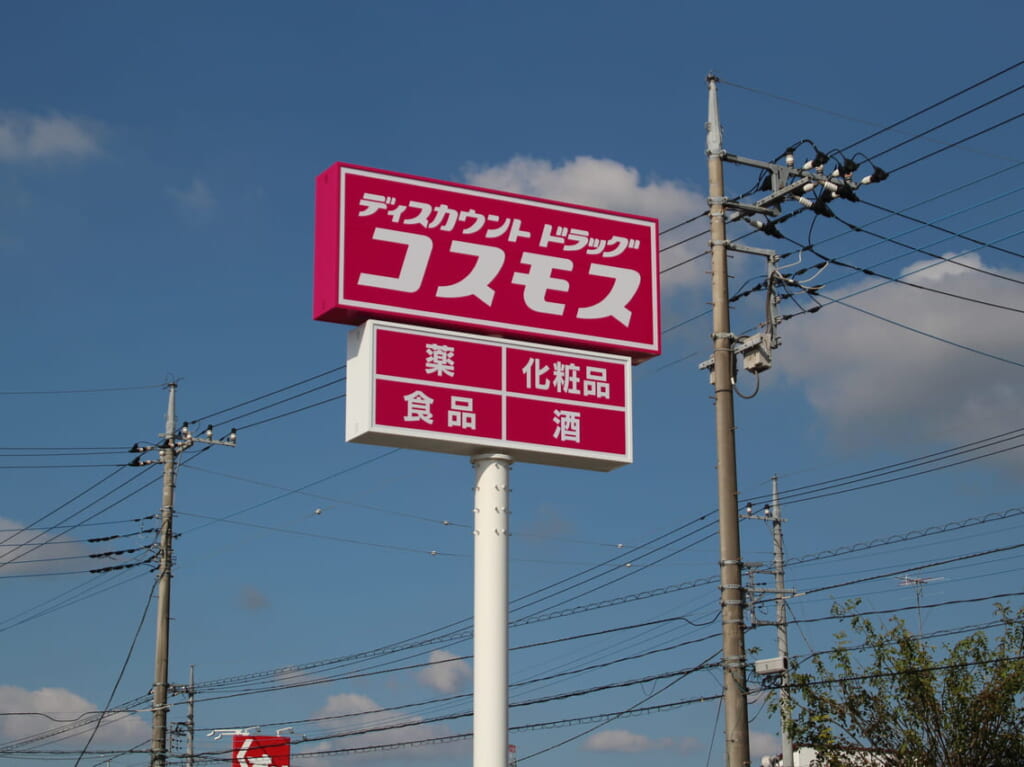 ディスカウント ドラッグ
コスモス
薬 化粧品
食品 酒